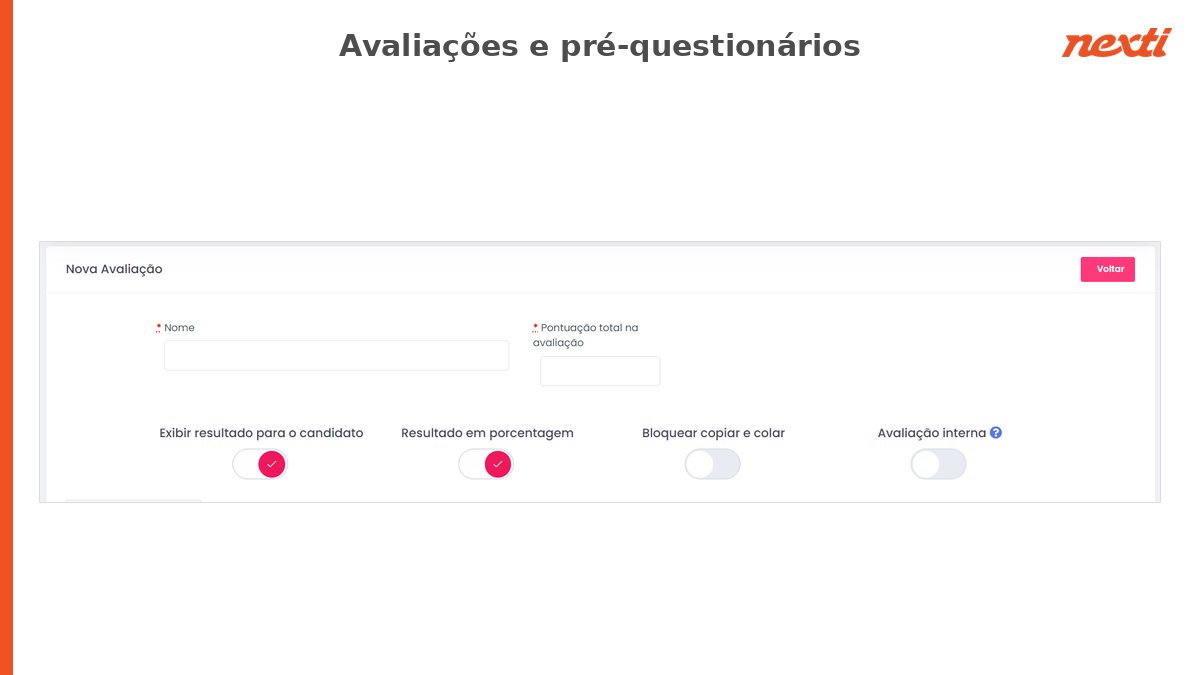 Avaliações e pré-questionários
nexti
Nova Avaliação
Voltar
* Nome
* Pontuação total na
avaliação
Exibir resultado para o candidato
Resultado em porcentagem
Bloquear copiar e colar
Avaliação interna ?